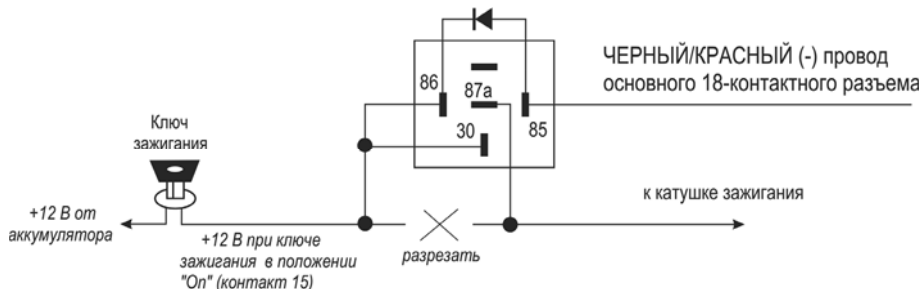 ЧЕРНЫЙ/КРАСНЫЙ (-) провод
основного 18-контактного разъема
86
87a
30
85
Ключ
зажигания
+12 В от
аккумулятора
+12 В при ключе
зажигания в положении
"On" (контакт 15)
разрезать
к катушке зажигания